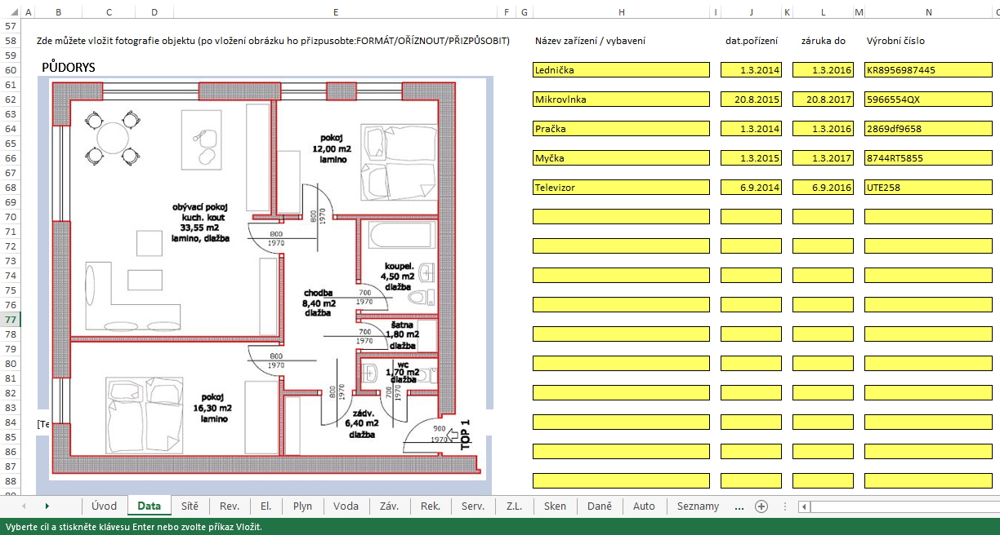 A B C D E F G H I J K L M N
57
58 Zde můžete vložit fotografie objektu (po vložení obrázku ho přizpusobte:FORMÁT/OŘÍZNOUT/PŘIZPŮSOBIT) Název zařízení / vybavení dat.pořízení záruka do Výrobní číslo
59
60 PŮDORYS Lednička 1.3.2014 1.3.2016 KR8956987445
61
62 Mikrovlnka 20.8.2015 20.8.2017 5966554QX
63
64 Pračka 1.3.2014 1.3.2016 2869df9658
65
66 Myčka 1.3.2015 1.3.2017 8744RT5855
67
68 Televizor 6.9.2014 6.9.2016 UTE258
69
70
71
72
73
74
75
76
77
78
79
80
81
82
83
84 [Te
85
86
87
88
pokoj
12,00 m2
lamino
obývací pokoj
kuch. kout
33,55 m2
lamino, dlažba
800
1970
800
1970
koupel.
4,50 m2
dlažba
700
1970
chodba
8,40 m2
dlažba
šatna
1,80 m2
dlažba
700
1970
800
1970
wc
1,70 m2
dlažba
800
1970
700
1970
pokoj
16,30 m2
lamino
zádv.
6,40 m2
dlažba
900
1970
TOP 1
Úvod Data Sítě Rev. El. Plyn Voda Záv. Rek. Serv. Z.L. Sken Daně Auto Seznamy ...
Vyberte cíl a stiskněte klávesu Enter nebo zvolte příkaz Vložit.